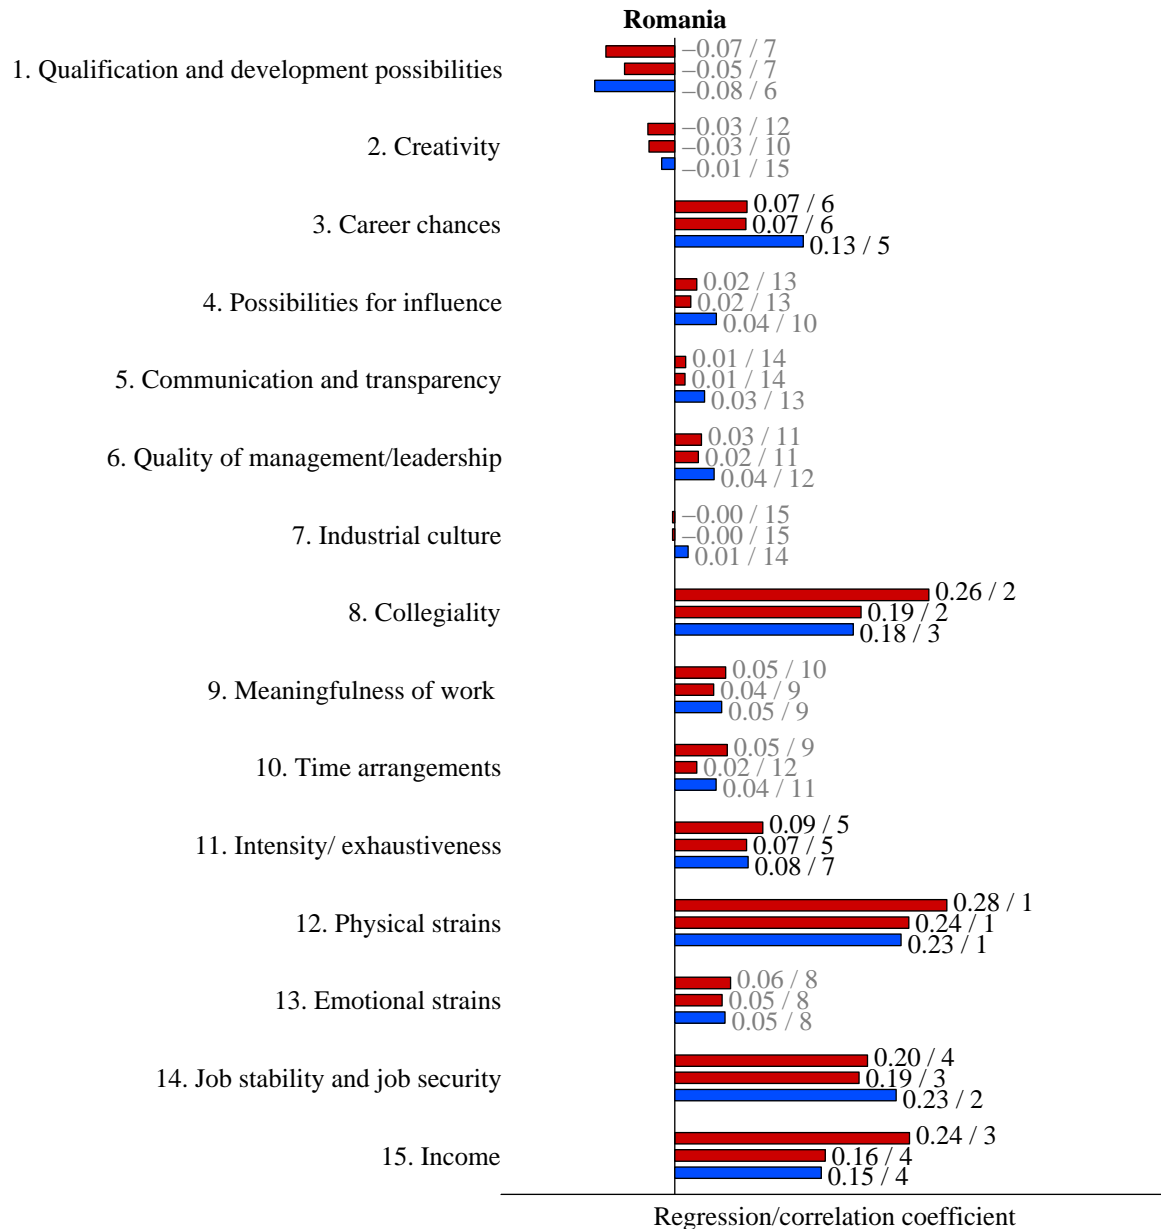 Romania
1. Qualification and development possibilities
–0.07 / 7
–0.05 / 7
–0.08 / 6
2. Creativity
–0.03 / 12
–0.03 / 10
–0.01 / 15
3. Career chances
0.07 / 6
0.07 / 6
0.13 / 5
4. Possibilities for influence
0.02 / 13
0.02 / 13
0.04 / 10
5. Communication and transparency
0.01 / 14
0.01 / 14
0.03 / 13
6. Quality of management/leadership
0.03 / 11
0.02 / 11
0.04 / 12
7. Industrial culture
–0.00 / 15
–0.00 / 15
0.01 / 14
8. Collegiality
0.26 / 2
0.19 / 2
0.18 / 3
9. Meaningfulness of work
0.05 / 10
0.04 / 9
0.05 / 9
10. Time arrangements
0.05 / 9
0.02 / 12
0.04 / 11
11. Intensity/ exhaustiveness
0.09 / 5
0.07 / 5
0.08 / 7
12. Physical strains
0.28 / 1
0.24 / 1
0.23 / 1
13. Emotional strains
0.06 / 8
0.05 / 8
0.05 / 8
14. Job stability and job security
0.20 / 4
0.19 / 3
0.23 / 2
15. Income
0.24 / 3
0.16 / 4
0.15 / 4
Regression/correlation coefficient